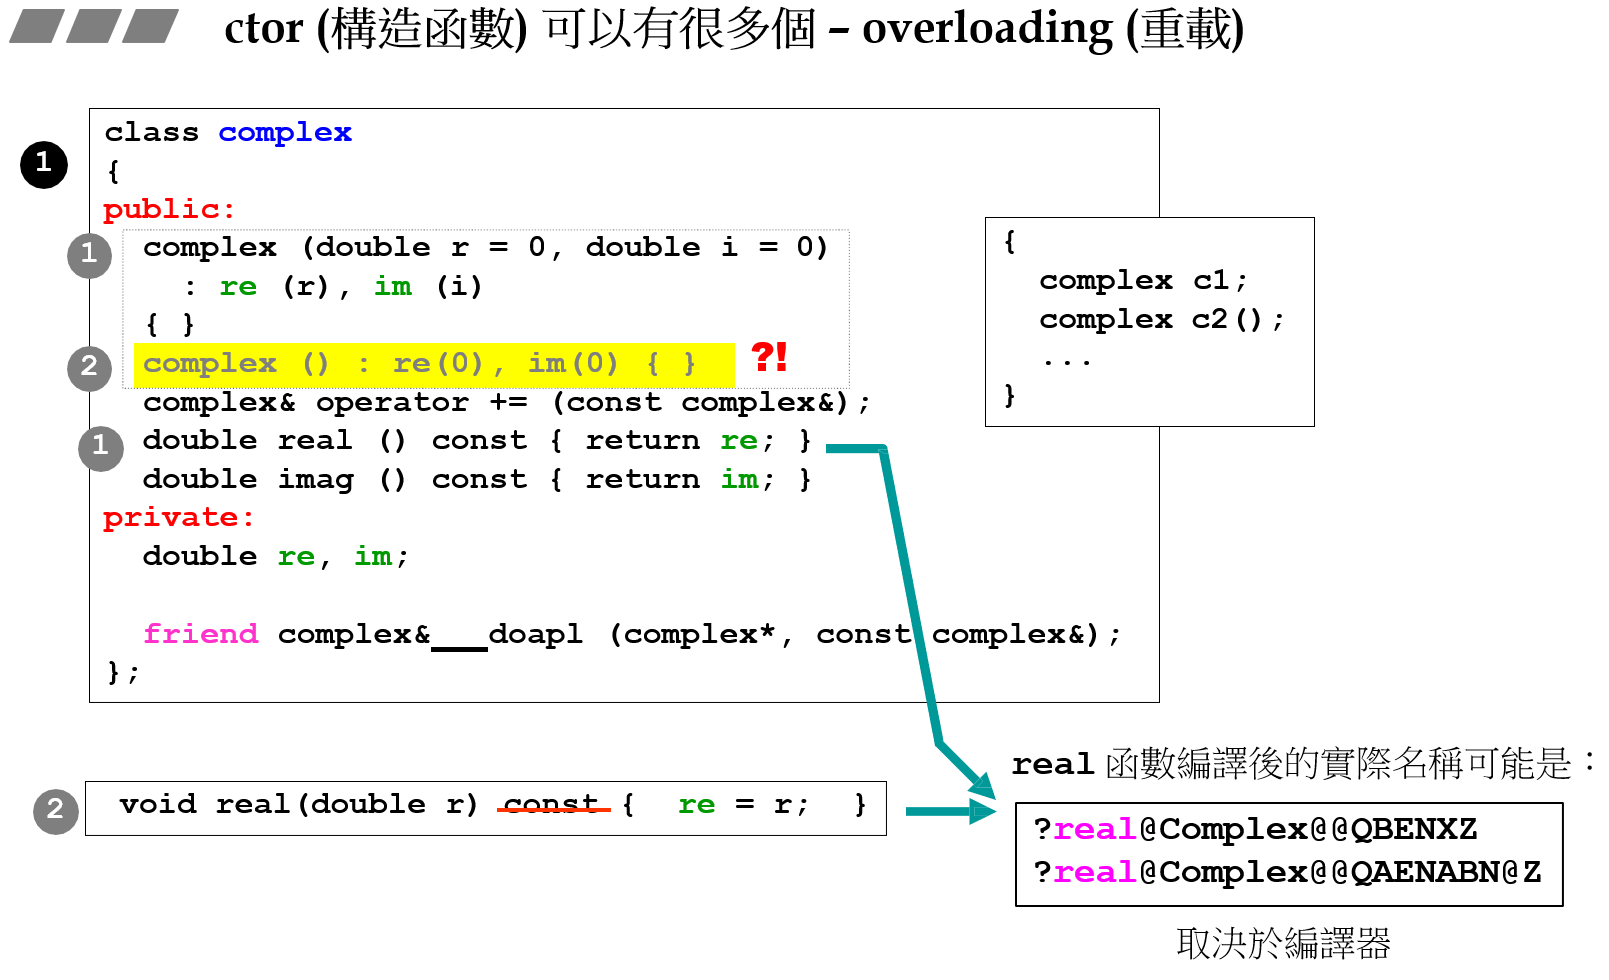 ctor (構造函數) 可以有很多個 – overloading (重載)
1
class complex
{
public:
1
complex (double r = 0, double i = 0)
: re (r), im (i)
{ }
2
complex () : re(0), im(0) { }
?!
complex& operator += (const complex&);
1
double real () const { return re; }
double imag () const { return im; }
private:
double re, im;
friend complex& __doapl (complex*, const complex&);
};
{
complex c1;
complex c2();
...
}
2
void real(double r) const { re = r; }
real 函數編譯後的實際名稱可能是：
?real@Complex@@QBENXZ
?real@Complex@@QAENABN@Z
取決於編譯器